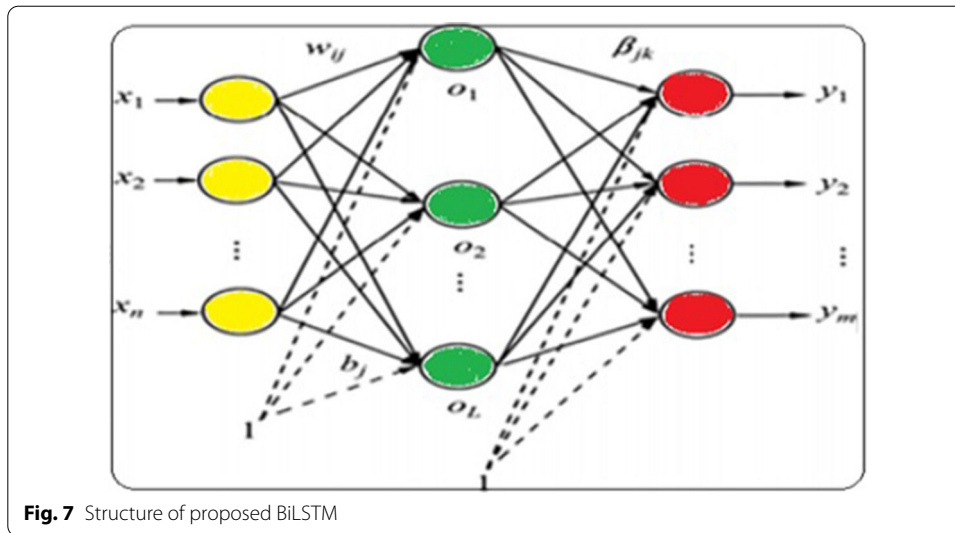 w_ij β_jk
x_1 o_1 y_1
x_2 y_2
o_2
⋮ ⋮ ⋮ ⋮
x_n y_m
b_j
o_L
1
1
Fig. 7 Structure of proposed BiLSTM